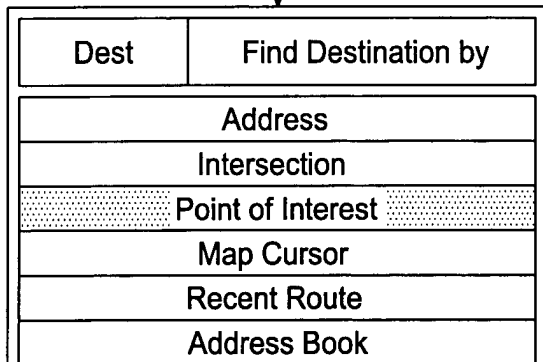 Dest Find Destination by
Address
Intersection
Point of Interest
Map Cursor
Recent Route
Address Book